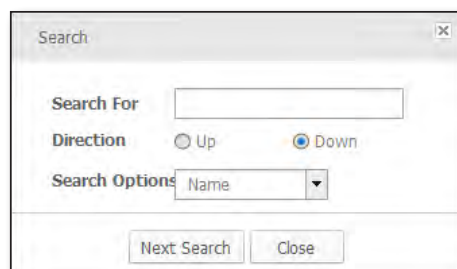 Search
Search For
Direction Up Down
Search Options Name
Next Search Close